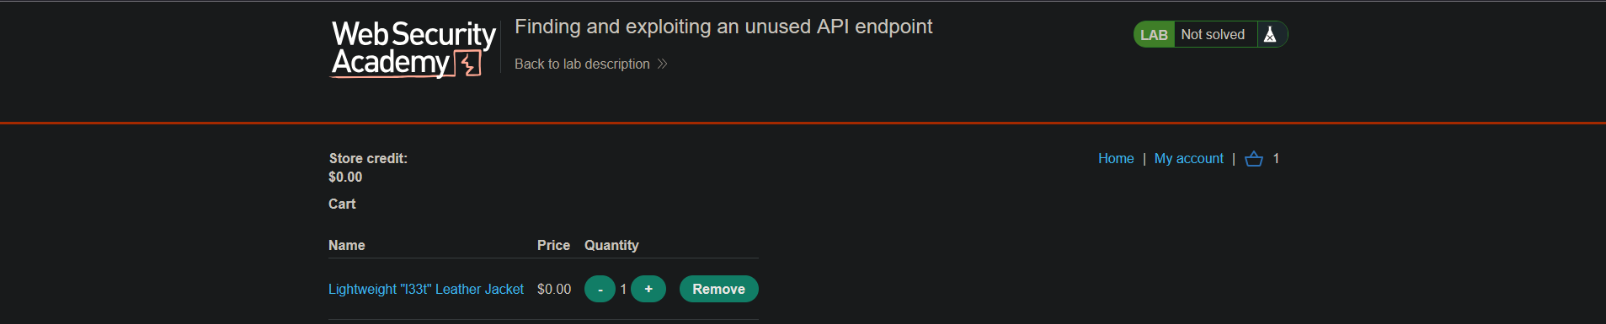 Web Security Academy
Finding and exploiting an unused API endpoint
Back to lab description
LAB Not solved
Store credit:
$0.00
Home | My account | 1
Cart
Name Price Quantity
Lightweight "l33t" Leather Jacket $0.00 - 1 + Remove